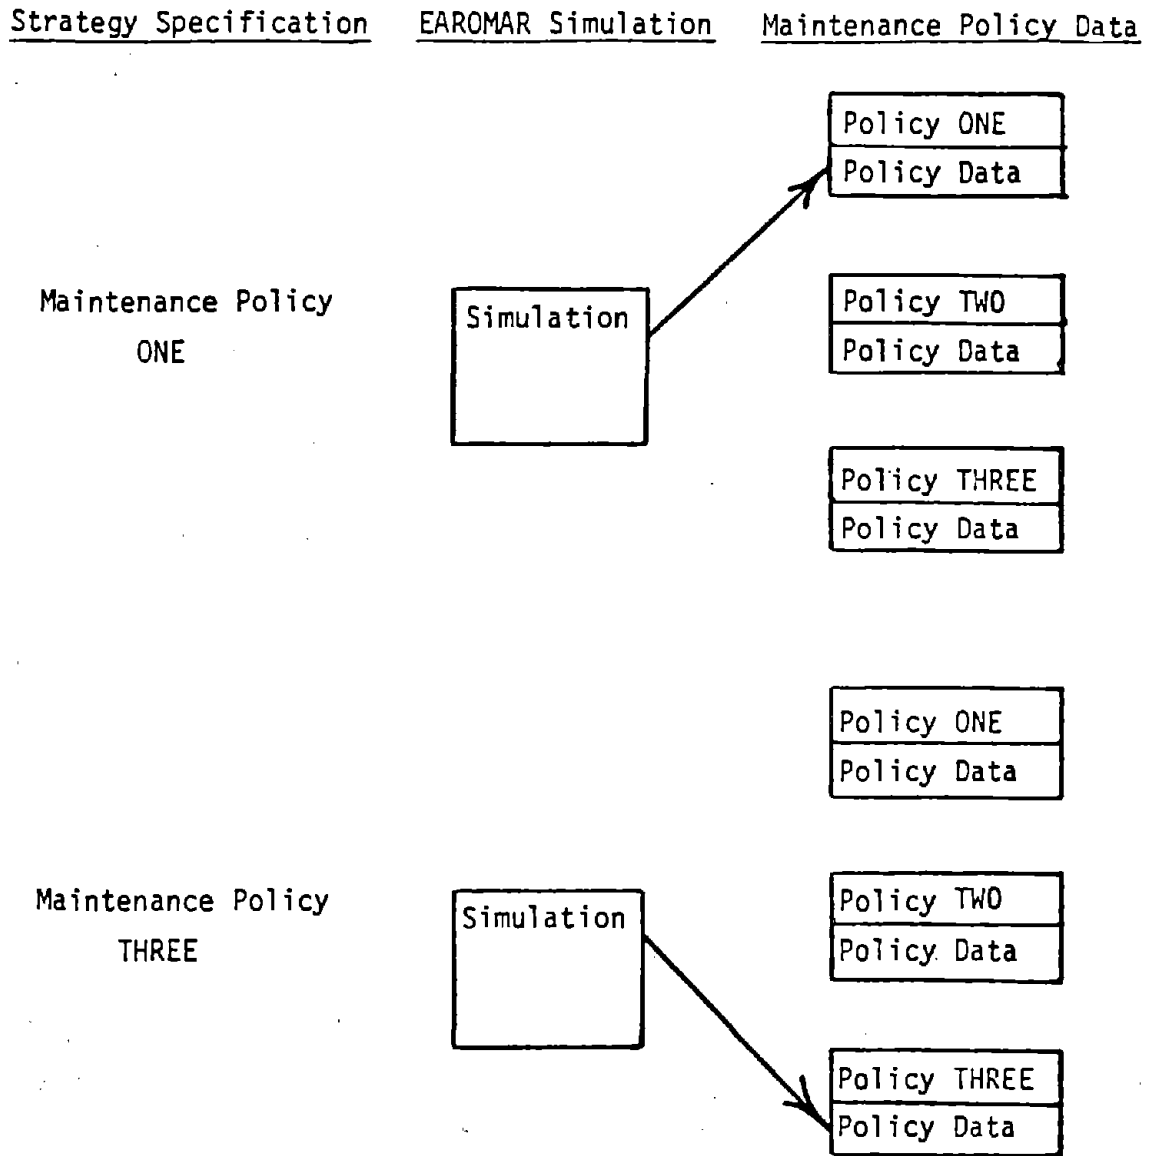 Strategy Specification EAROMAR Simulation Maintenance Policy Data
Policy ONE
Policy Data
Maintenance Policy
ONE
Simulation
Policy TWO
Policy Data
Policy THREE
Policy Data
Policy ONE
Policy Data
Maintenance Policy
THREE
Simulation
Policy TWO
Policy Data
Policy THREE
Policy Data